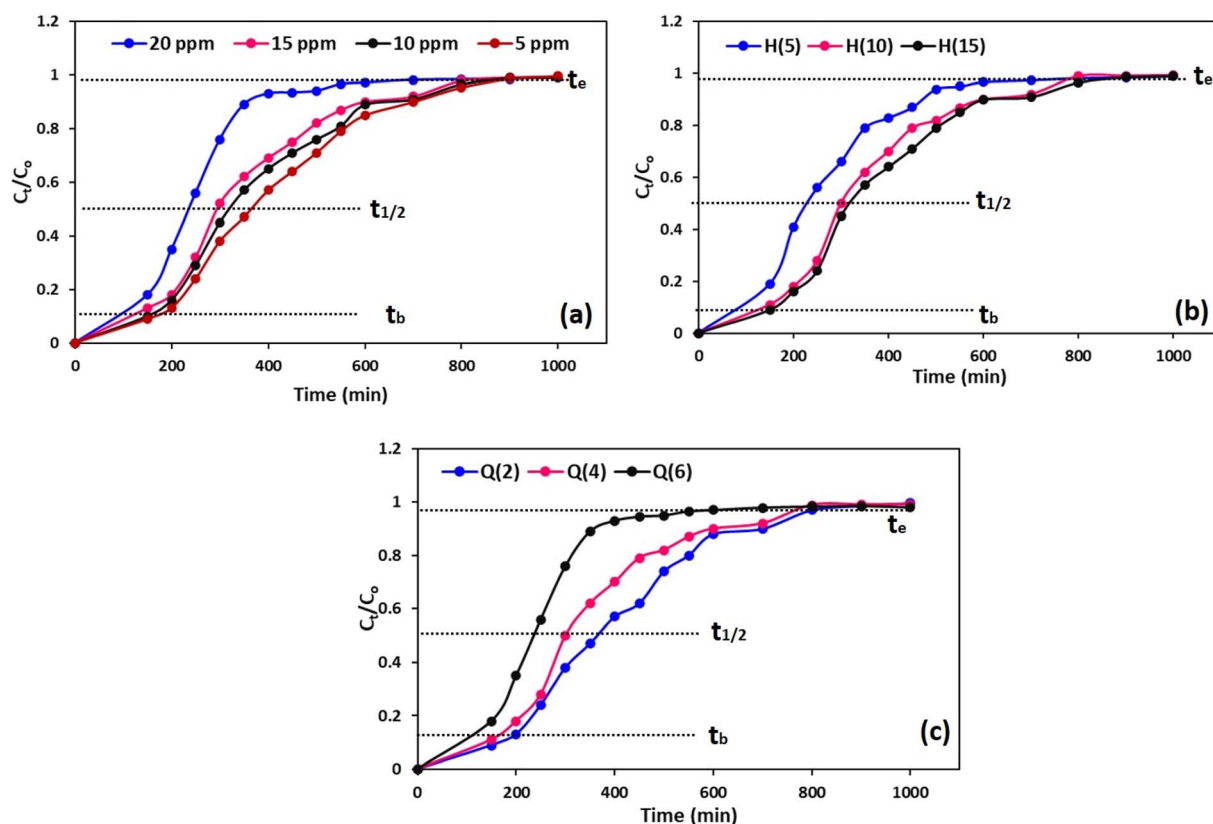 1.2
1
0.8
0.6
0.4
0.2
0
Ct/Co
20 ppm 15 ppm 10 ppm 5 ppm
te
t1/2
tb
(a)
0 200 400 600 800 1000
Time (min)
1.2
1
0.8
0.6
0.4
0.2
0
Ct/Co
H(5) H(10) H(15)
te
t1/2
tb
(b)
0 200 400 600 800 1000
Time (min)
1.2
1
0.8
0.6
0.4
0.2
0
Ct/Co
Q(2) Q(4) Q(6)
te
t1/2
tb
(c)
0 200 400 600 800 1000
Time (min)